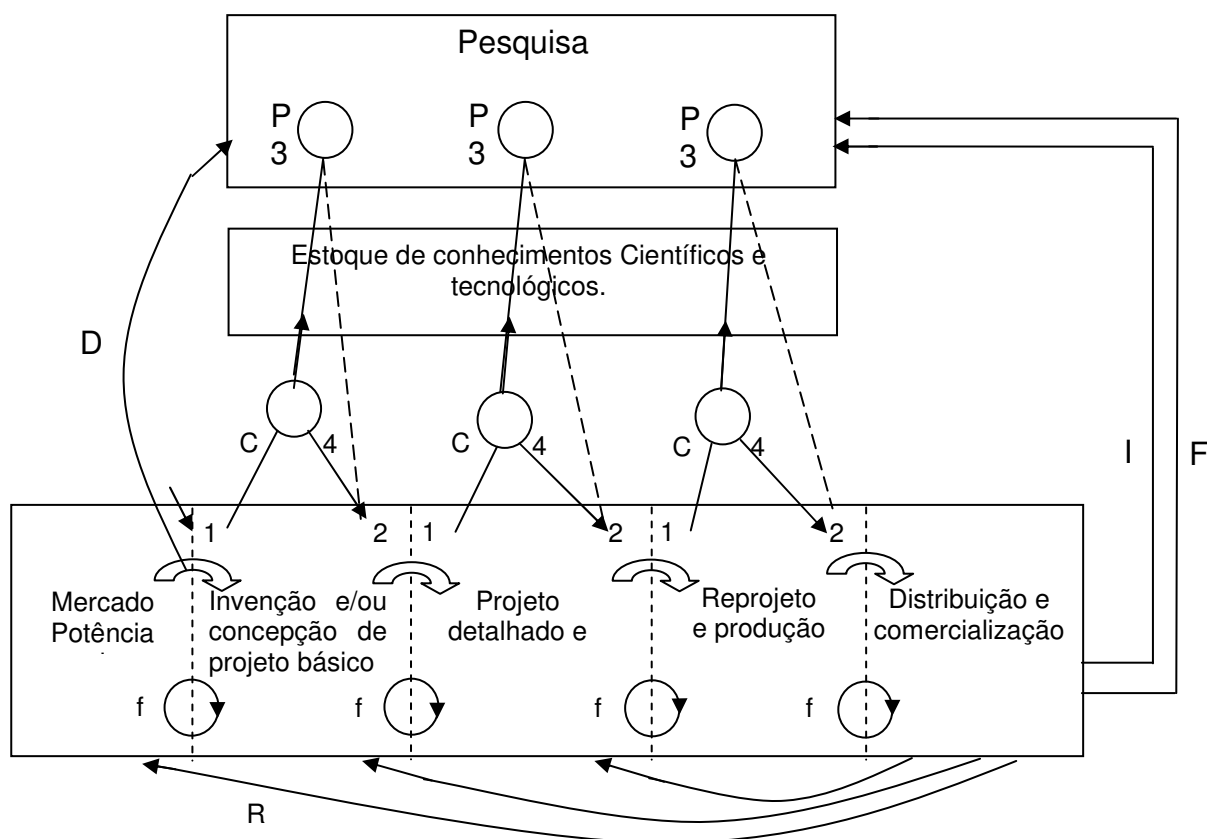 Pesquisa
P P P
3 3 3
Estoque de conhecimentos Científicos e
tecnológicos.
D
I F
C 4 C 4 C 4
1 2 1 2 1 2
Mercado
Potência
Invenção e/ou
concepção de
projeto básico
Projeto
detalhado e
Reprojeto
e produção
Distribuição e
comercialização
f f f f
R